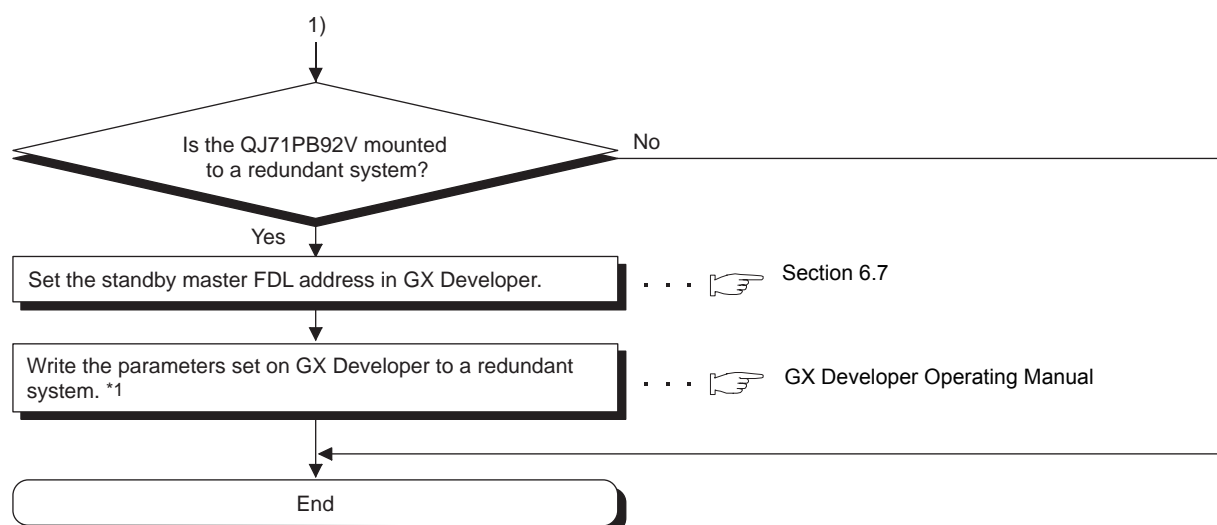 1)
Is the QJ71PB92V mounted
to a redundant system?
No
Yes
Set the standby master FDL address in GX Developer.
Section 6.7
Write the parameters set on GX Developer to a redundant
system. *1
GX Developer Operating Manual
End